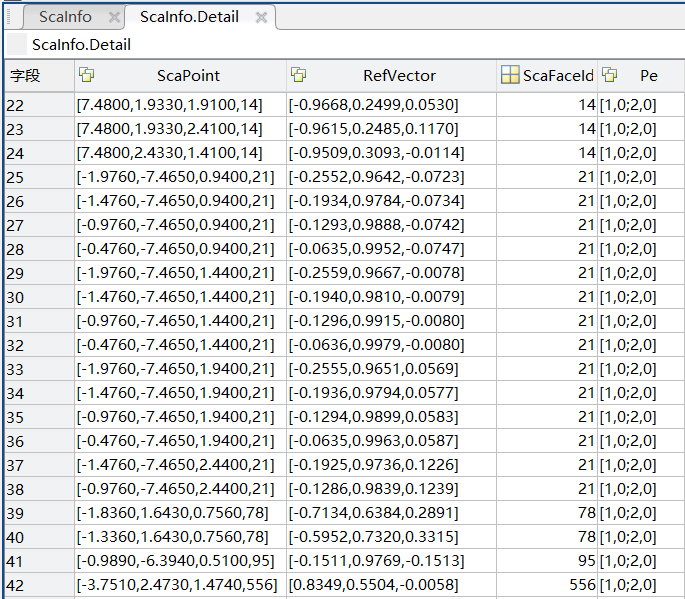 ScaInfo ScaInfo.Detail
ScaInfo.Detail
字段 ScaPoint RefVector ScaFaceId Pe
22 [7.4800,1.9330,1.9100,14] [-0.9668,0.2499,0.0530] 14 [1,0;2,0]
23 [7.4800,1.9330,2.4100,14] [-0.9615,0.2485,0.1170] 14 [1,0;2,0]
24 [7.4800,2.4330,1.4100,14] [-0.9509,0.3093,-0.0114] 14 [1,0;2,0]
25 [-1.9760,-7.4650,0.9400,21] [-0.2552,0.9642,-0.0723] 21 [1,0;2,0]
26 [-1.4760,-7.4650,0.9400,21] [-0.1934,0.9784,-0.0734] 21 [1,0;2,0]
27 [-0.9760,-7.4650,0.9400,21] [-0.1293,0.9888,-0.0742] 21 [1,0;2,0]
28 [-0.4760,-7.4650,0.9400,21] [-0.0635,0.9952,-0.0747] 21 [1,0;2,0]
29 [-1.9760,-7.4650,1.4400,21] [-0.2559,0.9667,-0.0078] 21 [1,0;2,0]
30 [-1.4760,-7.4650,1.4400,21] [-0.1940,0.9810,-0.0079] 21 [1,0;2,0]
31 [-0.9760,-7.4650,1.4400,21] [-0.1296,0.9915,-0.0080] 21 [1,0;2,0]
32 [-0.4760,-7.4650,1.4400,21] [-0.0636,0.9979,-0.0080] 21 [1,0;2,0]
33 [-1.9760,-7.4650,1.9400,21] [-0.2555,0.9651,0.0569] 21 [1,0;2,0]
34 [-1.4760,-7.4650,1.9400,21] [-0.1936,0.9794,0.0577] 21 [1,0;2,0]
35 [-0.9760,-7.4650,1.9400,21] [-0.1294,0.9899,0.0583] 21 [1,0;2,0]
36 [-0.4760,-7.4650,1.9400,21] [-0.0635,0.9963,0.0587] 21 [1,0;2,0]
37 [-1.4760,-7.4650,2.4400,21] [-0.1925,0.9736,0.1226] 21 [1,0;2,0]
38 [-0.9760,-7.4650,2.4400,21] [-0.1286,0.9839,0.1239] 21 [1,0;2,0]
39 [-1.8360,1.6430,0.7560,78] [-0.7134,0.6384,0.2891] 78 [1,0;2,0]
40 [-1.3360,1.6430,0.7560,78] [-0.5952,0.7320,0.3315] 78 [1,0;2,0]
41 [-0.9890,-6.3940,0.5100,95] [-0.1511,0.9769,-0.1513] 95 [1,0;2,0]
42 [-3.7510,2.4730,1.4740,556] [0.8349,0.5504,-0.0058] 556 [1,0;2,0]